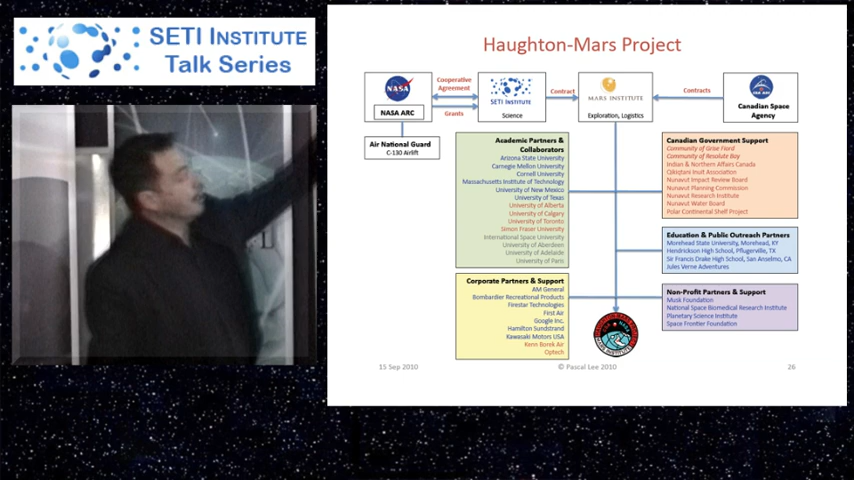 SETI INSTITUTE
Talk Series
Haughton-Mars Project
NASA
NASA ARC
Cooperative
Agreement
Grants
SETI INSTITUTE
Science
Contract
MARS INSTITUTE
Exploration, Logistics
Contracts
Canadian Space
Agency
Air National Guard
C-130 Airlift
Academic Partners &
Collaborators
Arizona State University
Carnegie Mellon University
Cornell University
Massachusetts Institute of Technology
University of New Mexico
University of Texas
University of Alberta
University of Calgary
University of Toronto
Simon Fraser University
International Space University
University of Aberdeen
University of Adelaide
University of Paris
Corporate Partners & Support
AM General
Bombardier Recreational Products
Firestar Technologies
First Air
Google Inc.
Hamilton Sundstrand
Kawasaki Motors USA
Kenn Borek Air
Optech
Canadian Government Support
Community of Grise Fiord
Community of Resolute Bay
Indian & Northern Affairs Canada
Qikiqtani Inuit Association
Nunavut Impact Review Board
Nunavut Planning Commission
Nunavut Research Institute
Nunavut Water Board
Polar Continental Shelf Project
Education & Public Outreach Partners
Morehead State University, Morehead, KY
Hendrickson High School, Pflugerville, TX
Sir Francis Drake High School, San Anselmo, CA
Jules Verne Adventures
Non-Profit Partners & Support
Musk Foundation
National Space Biomedical Research Institute
Planetary Science Institute
Space Frontier Foundation
15 Sep 2010
© Pascal Lee 2010
26